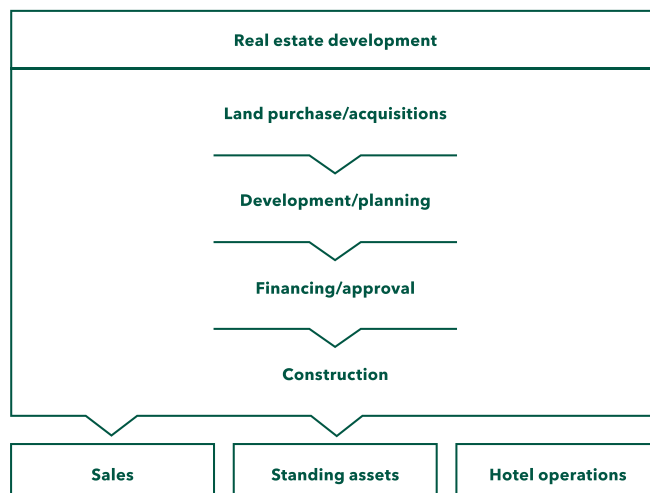 Real estate development
Land purchase/acquisitions
Development/planning
Financing/approval
Construction
Sales
Standing assets
Hotel operations